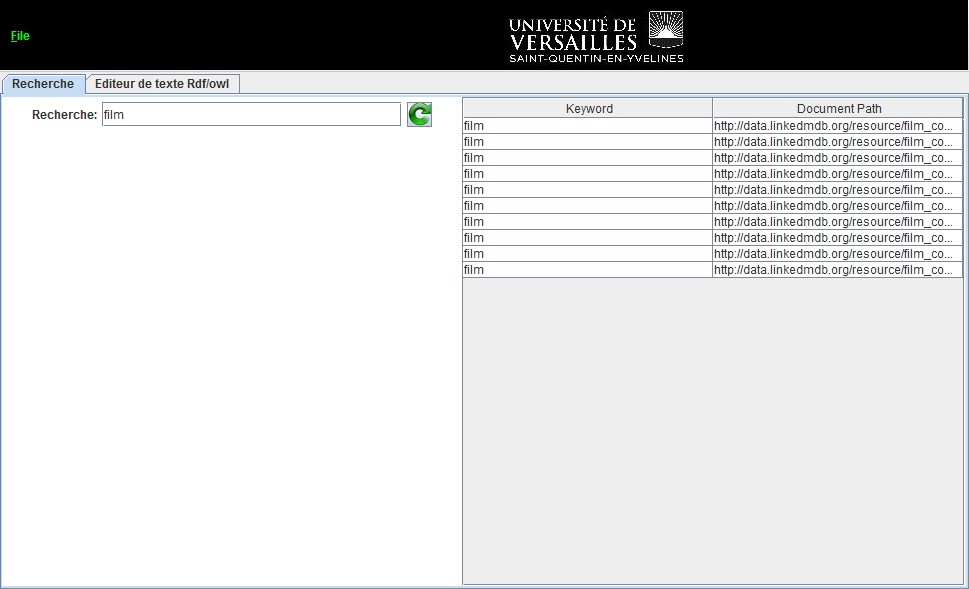 File
UNIVERSITÉ DE
VERSAILLES
SAINT-QUENTIN-EN-YVELINES
Recherche Editeur de texte Rdf/owl
Recherche: film
Keyword Document Path
film http://data.linkedmdb.org/resource/film_co...
film http://data.linkedmdb.org/resource/film_co...
film http://data.linkedmdb.org/resource/film_co...
film http://data.linkedmdb.org/resource/film_co...
film http://data.linkedmdb.org/resource/film_co...
film http://data.linkedmdb.org/resource/film_co...
film http://data.linkedmdb.org/resource/film_co...
film http://data.linkedmdb.org/resource/film_co...
film http://data.linkedmdb.org/resource/film_co...
film http://data.linkedmdb.org/resource/film_co...